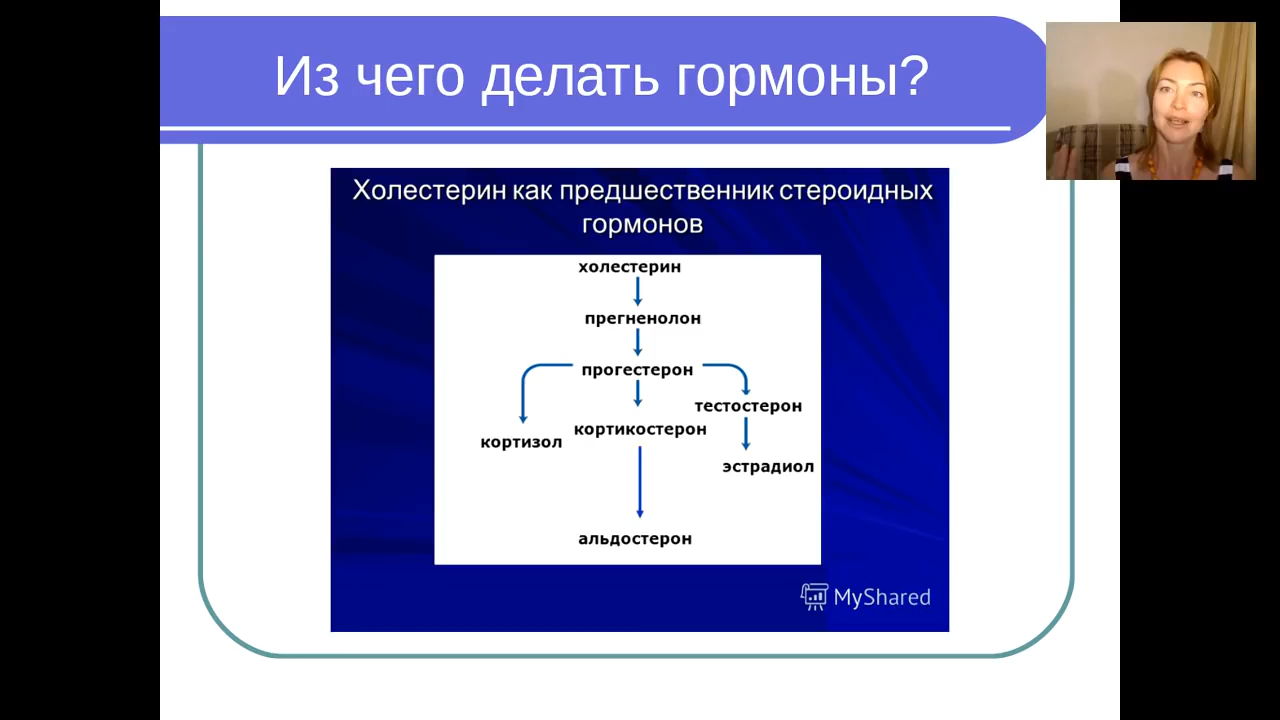 Из чего делать гормоны?
Холестерин как предшественник стероидных
гормонов
холестерин
прегненолон
прогестерон
тестостерон
кортикостерон
кортизол
эстрадиол
альдостерон
MyShared